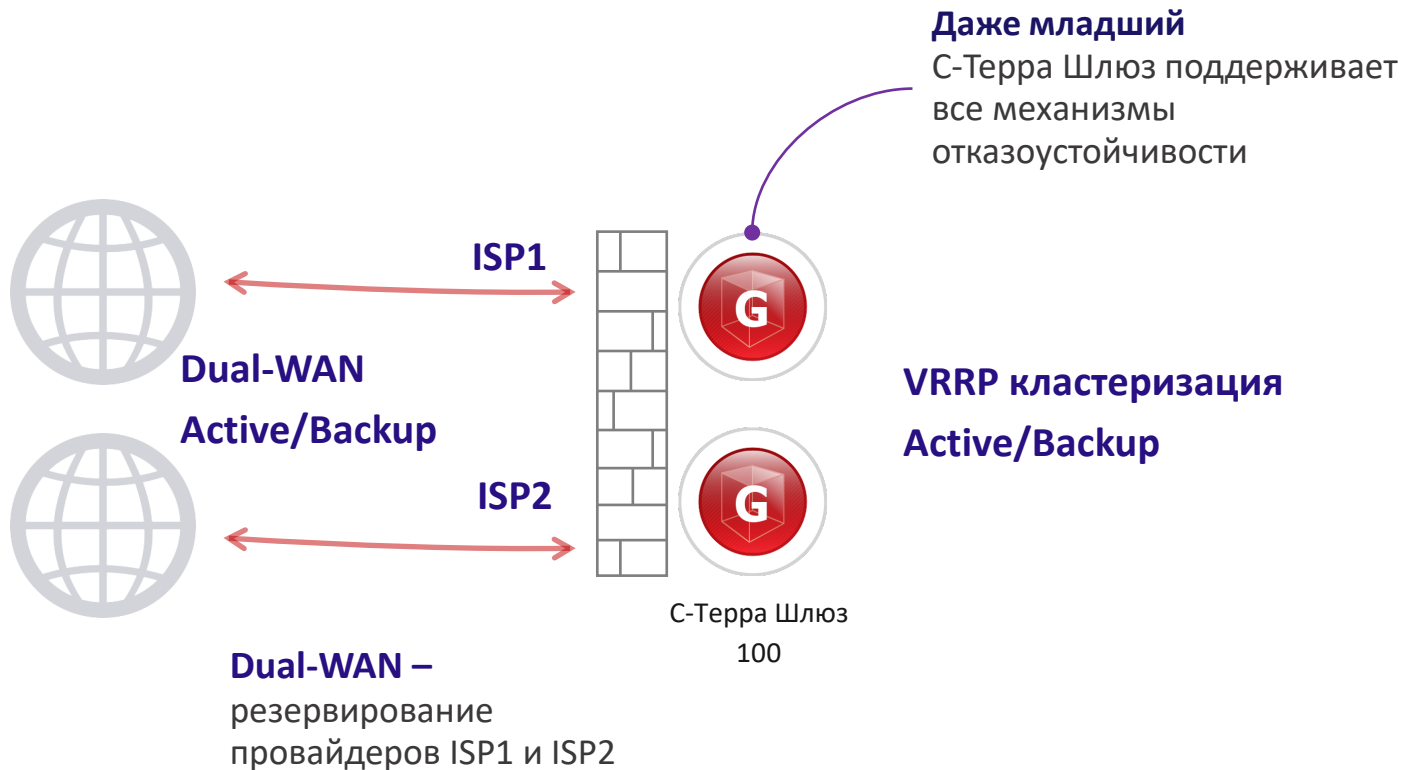 Даже младший
С-Терра Шлюз поддерживает
все механизмы
отказоустойчивости
ISP1
G
Dual-WAN
Active/Backup
VRRP кластеризация
Active/Backup
ISP2
G
С-Терра Шлюз
100
Dual-WAN –
резервирование
провайдеров ISP1 и ISP2